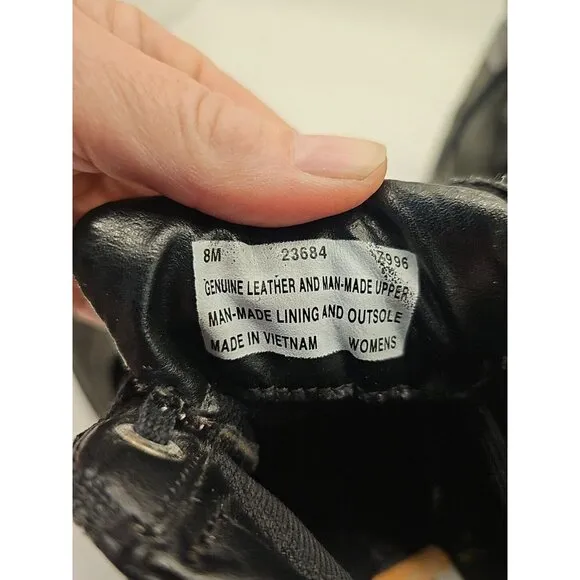 8M 23684
GENUINE LEATHER AND MAN-MADE UPPER
MAN-MADE LINING AND OUTSOLE
MADE IN VIETNAM WOMENS